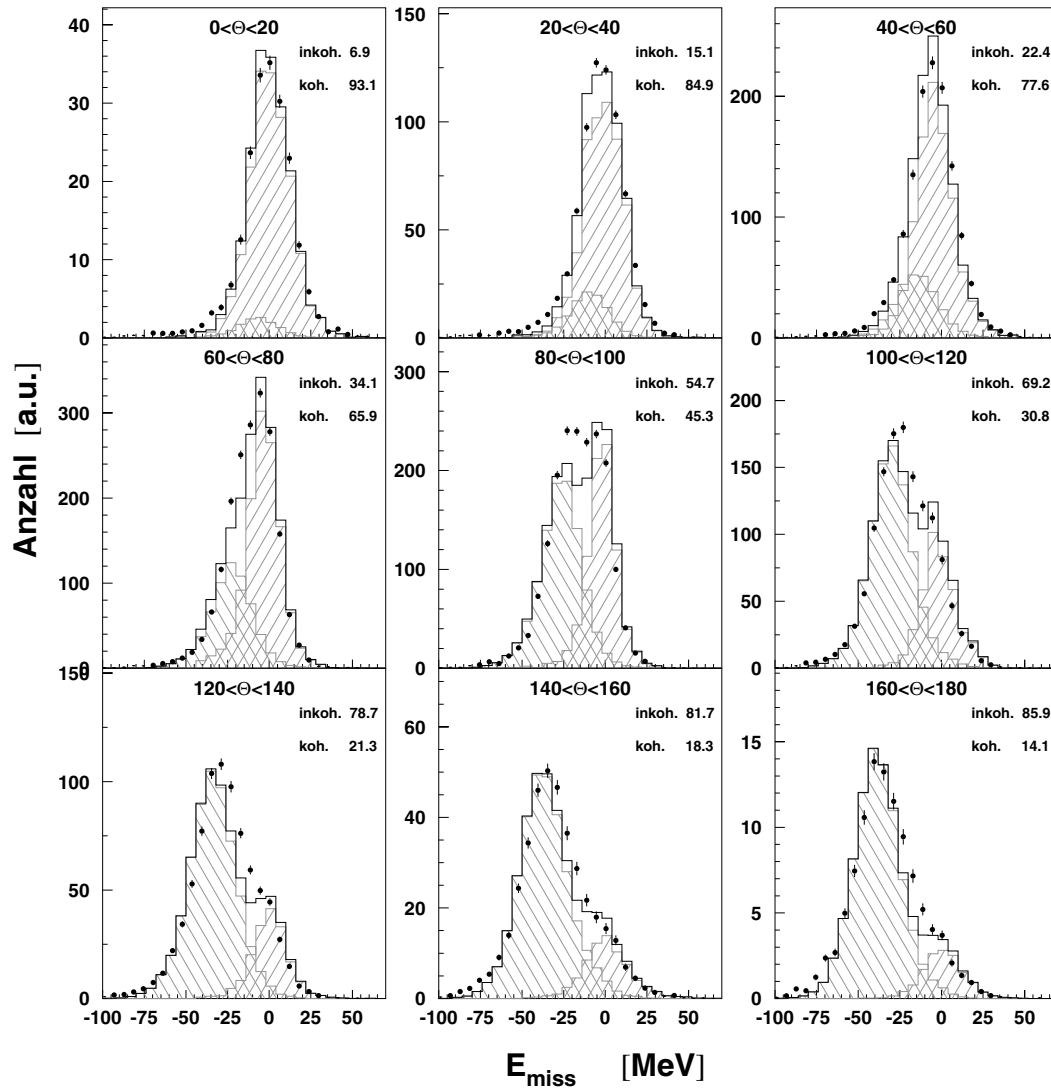 Anzahl [a.u.]
0<Θ<20
inkoh. 6.9
koh. 93.1
40
30
20
10
0
20<Θ<40
inkoh. 15.1
koh. 84.9
150
100
50
0
40<Θ<60
inkoh. 22.4
koh. 77.6
200
100
0
60<Θ<80
inkoh. 34.1
koh. 65.9
300
200
100
0
80<Θ<100
inkoh. 54.7
koh. 45.3
300
200
100
0
100<Θ<120
inkoh. 69.2
koh. 30.8
200
150
100
50
0
120<Θ<140
inkoh. 78.7
koh. 21.3
150
100
50
0
-100 -75 -50 -25 0 25 50
140<Θ<160
inkoh. 81.7
koh. 18.3
60
40
20
0
-100 -75 -50 -25 0 25 50
160<Θ<180
inkoh. 85.9
koh. 14.1
15
10
5
0
-100 -75 -50 -25 0 25 50
E_miss [MeV]